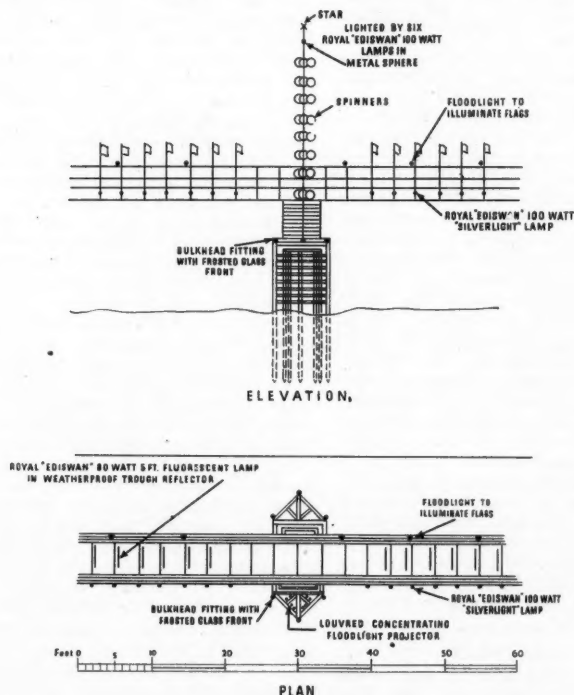 STAR
LIGHTED BY SIX
ROYAL "EDISWAN" 100 WATT
LAMPS IN
METAL SPHERE
SPINNERS
FLOODLIGHT TO
ILLUMINATE FLAGS
ROYAL "EDISWAN" 100 WATT
"SILVERLIGHT" LAMP
BULKHEAD FITTING
WITH FROSTED GLASS
FRONT
ELEVATION.
ROYAL "EDISWAN" 80 WATT 5 FT. FLUORESCENT LAMP
IN WEATHERPROOF TROUGH REFLECTOR
FLOODLIGHT TO
ILLUMINATE FLAGS
BULKHEAD FITTING WITH
FROSTED GLASS FRONT
ROYAL "EDISWAN" 100 WATT
"SILVERLIGHT" LAMP
LOUVRED CONCENTRATING
FLOODLIGHT PROJECTOR
Feet 0 5 10 20 30 40 50 60
PLAN